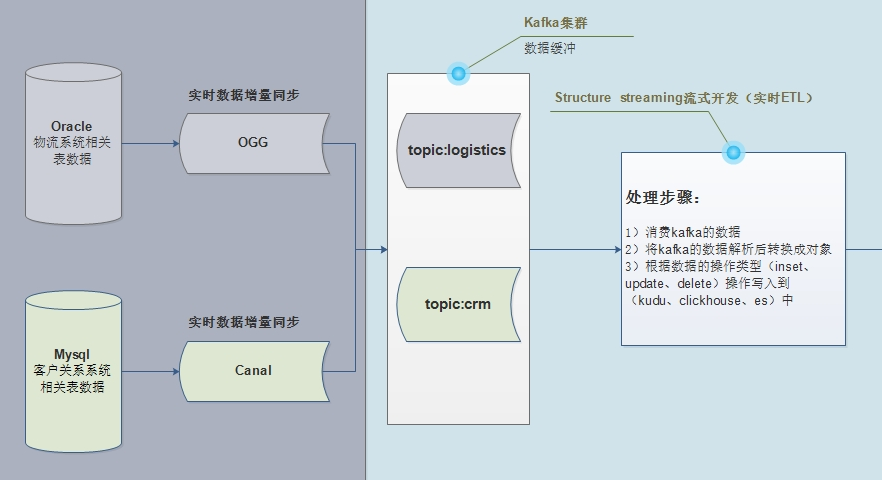 Kafka集群
数据缓冲
实时数据增量同步
Oracle
物流系统相关
表数据
OGG
topic:logistics
Structure streaming流式开发（实时ETL）
处理步骤：
1）消费kafka的数据
2）将kafka的数据解析后转换成对象
3）根据数据的操作类型（inset、
update、delete）操作写入到
（kudu、clickhouse、es）中
实时数据增量同步
Mysql
客户关系系统
相关表数据
Canal
topic:crm